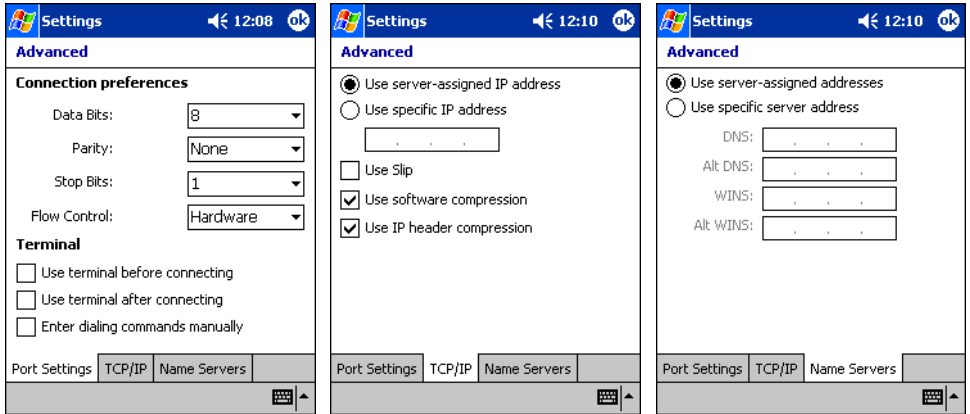 Settings 12:08 ok
Advanced
Connection preferences
Data Bits: 8
Parity: None
Stop Bits: 1
Flow Control: Hardware
Terminal
Use terminal before connecting
Use terminal after connecting
Enter dialing commands manually
Port Settings TCP/IP Name Servers
Settings 12:10 ok
Advanced
Use server-assigned IP address
Use specific IP address
. . .
Use Slip
Use software compression
Use IP header compression
Port Settings TCP/IP Name Servers
Settings 12:10 ok
Advanced
Use server-assigned addresses
Use specific server address
DNS: . . .
Alt DNS: . . .
WINS: . . .
Alt WINS: . . .
Port Settings TCP/IP Name Servers